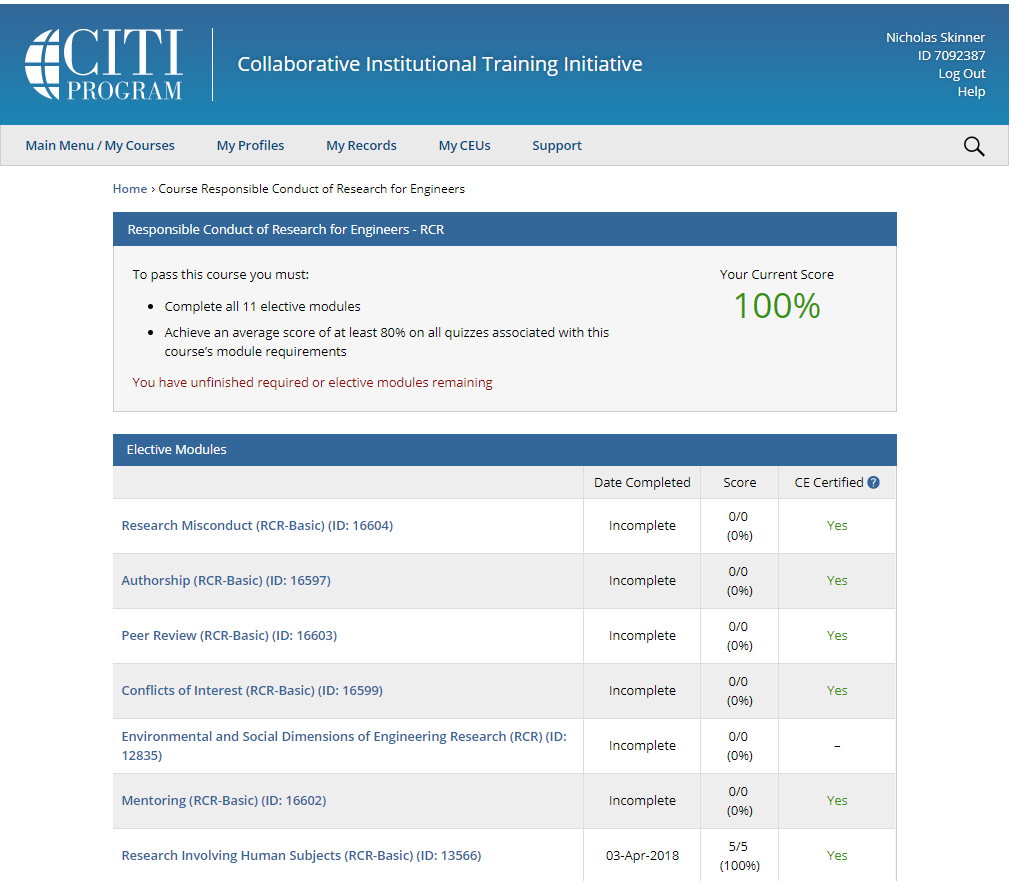 CITI
PROGRAM
Collaborative Institutional Training Initiative
Nicholas Skinner
ID 7092387
Log Out
Help
Main Menu / My Courses My Profiles My Records My CEUs Support
Home › Course Responsible Conduct of Research for Engineers
Responsible Conduct of Research for Engineers - RCR
To pass this course you must:
• Complete all 11 elective modules
• Achieve an average score of at least 80% on all quizzes associated with this
course's module requirements
You have unfinished required or elective modules remaining
Your Current Score
100%
Elective Modules
Date Completed Score CE Certified ?
Research Misconduct (RCR-Basic) (ID: 16604) Incomplete 0/0
(0%) Yes
Authorship (RCR-Basic) (ID: 16597) Incomplete 0/0
(0%) Yes
Peer Review (RCR-Basic) (ID: 16603) Incomplete 0/0
(0%) Yes
Conflicts of Interest (RCR-Basic) (ID: 16599) Incomplete 0/0
(0%) Yes
Environmental and Social Dimensions of Engineering Research (RCR) (ID:
12835) Incomplete 0/0
(0%) –
Mentoring (RCR-Basic) (ID: 16602) Incomplete 0/0
(0%) Yes
Research Involving Human Subjects (RCR-Basic) (ID: 13566) 03-Apr-2018 5/5
(100%) Yes